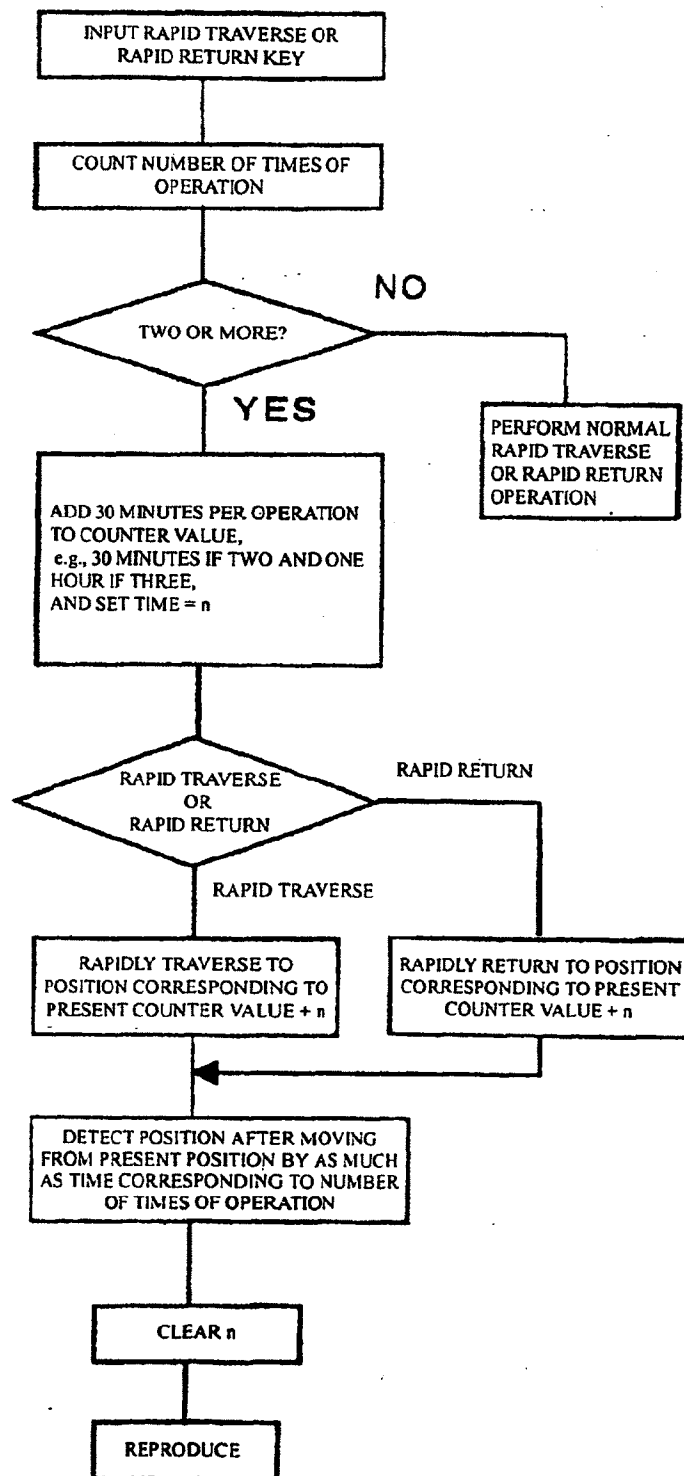 INPUT RAPID TRAVERSE OR
RAPID RETURN KEY
COUNT NUMBER OF TIMES OF
OPERATION
TWO OR MORE?
NO
YES
PERFORM NORMAL
RAPID TRAVERSE
OR RAPID RETURN
OPERATION
ADD 30 MINUTES PER OPERATION
TO COUNTER VALUE,
e.g., 30 MINUTES IF TWO AND ONE
HOUR IF THREE,
AND SET TIME = n
RAPID TRAVERSE
OR
RAPID RETURN
RAPID RETURN
RAPID TRAVERSE
RAPIDLY TRAVERSE TO
POSITION CORRESPONDING TO
PRESENT COUNTER VALUE + n
RAPIDLY RETURN TO POSITION
CORRESPONDING TO PRESENT
COUNTER VALUE + n
DETECT POSITION AFTER MOVING
FROM PRESENT POSITION BY AS MUCH
AS TIME CORRESPONDING TO NUMBER
OF TIMES OF OPERATION
CLEAR n
REPRODUCE